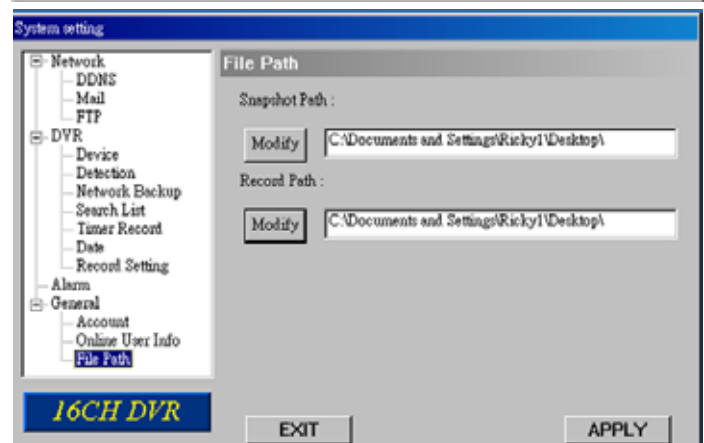 System setting
Network
DDNS
Mail
FTP
DVR
Device
Detection
Network Backup
Search List
Timer Record
Date
Record Setting
Alarm
General
Account
Online User Info
File Path
16CH DVR
File Path
Snapshot Path :
Modify C:\Documents and Settings\Ricky1\Desktop\
Record Path :
Modify C:\Documents and Settings\Ricky1\Desktop\
EXIT APPLY